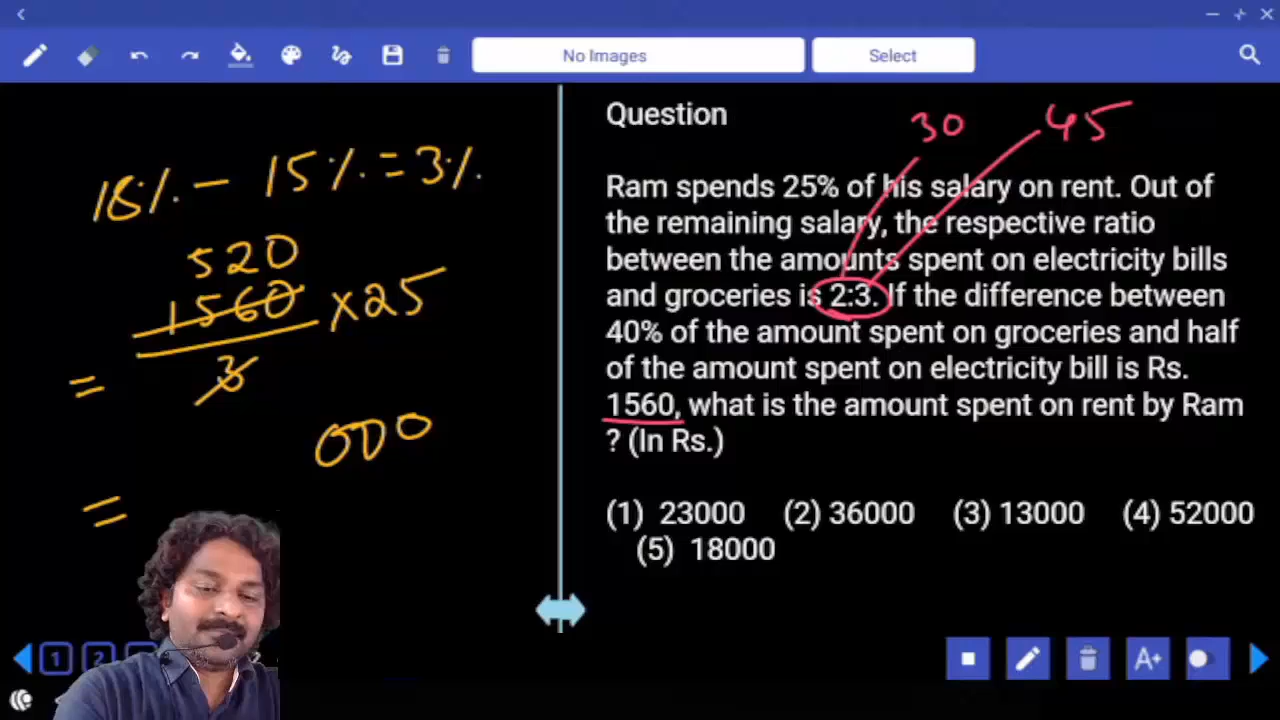 No Images
Select
18% - 15% = 3%
520
1560 x 25
3
=
000
=
Question
30
45
Ram spends 25% of his salary on rent. Out of
the remaining salary, the respective ratio
between the amounts spent on electricity bills
and groceries is 2:3. If the difference between
40% of the amount spent on groceries and half
of the amount spent on electricity bill is Rs.
1560, what is the amount spent on rent by Ram
? (In Rs.)
(1) 23000 (2) 36000 (3) 13000 (4) 52000
(5) 18000
1 2
A+